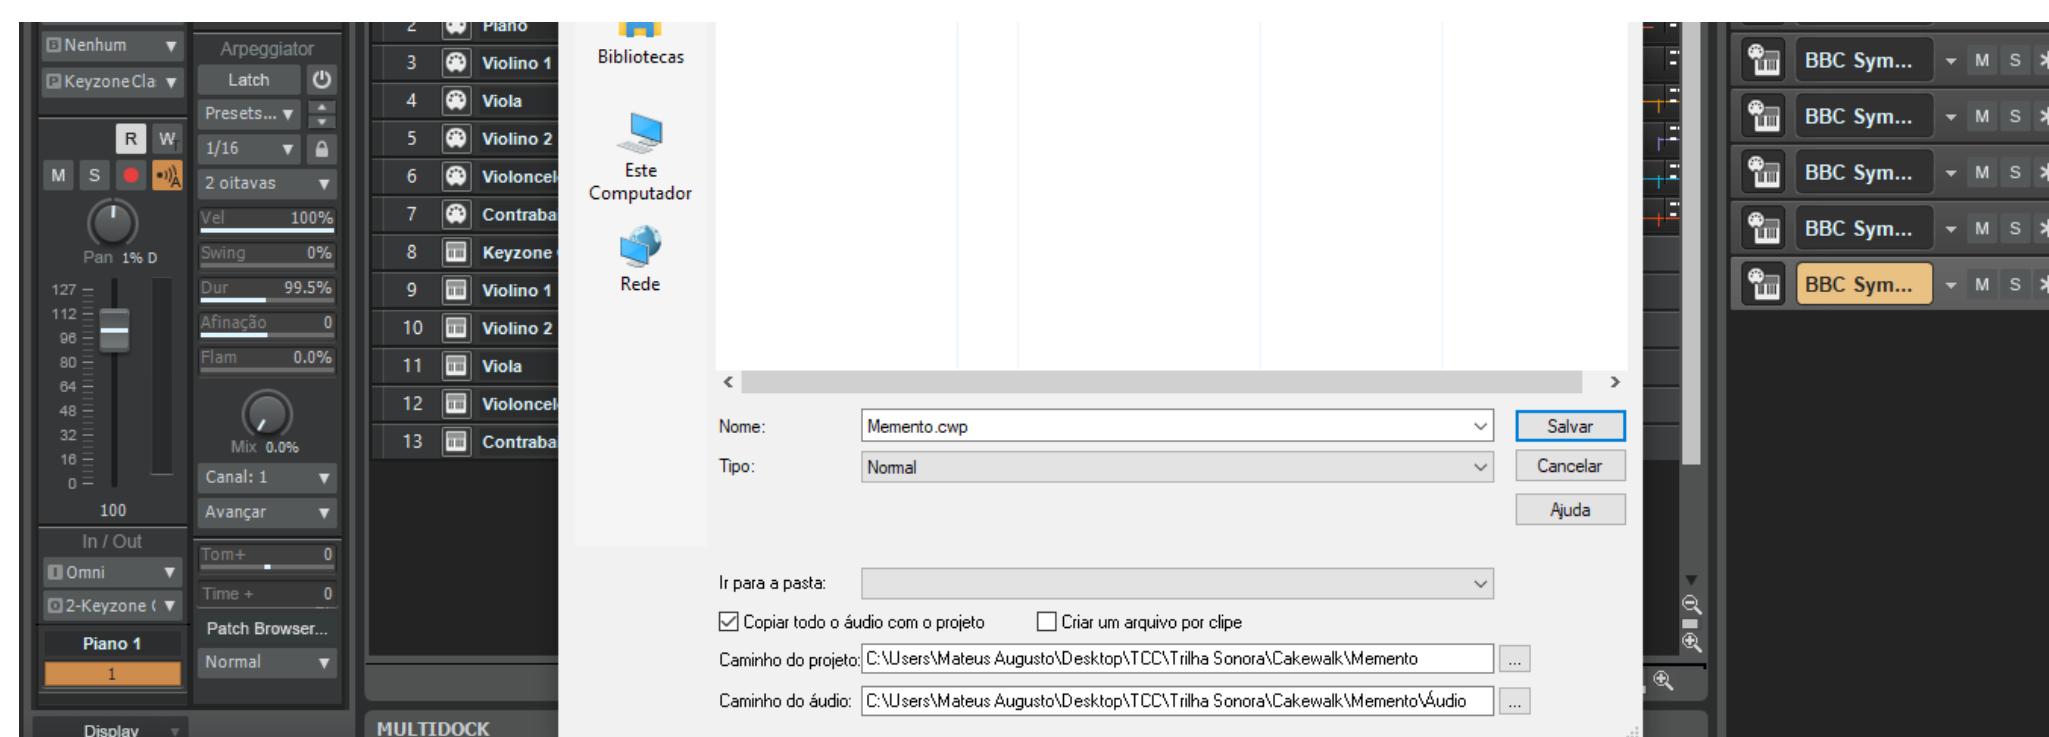 Nenhum
KeyzoneCla
R W
M S
Pan 1% D
127
112
96
80
64
48
32
16
0
100
In / Out
Omni
2-Keyzone (
Piano 1
1
Display
Arpeggiator
Latch
Presets...
1/16
2 oitavas
Vel 100%
Swing 0%
Dur 99.5%
Afinação 0
Flam 0.0%
Mix 0.0%
Canal: 1
Avançar
Tom+ 0
Time + 0
Patch Browser...
Normal
2 Piano
3 Violino 1
4 Viola
5 Violino 2
6 Violoncel
7 Contraba
8 Keyzone
9 Violino 1
10 Violino 2
11 Viola
12 Violoncel
13 Contraba
MULTIDOCK
Bibliotecas
Este
Computador
Rede
Nome: Memento.cwp Salvar
Tipo: Normal Cancelar
Ajuda
Ir para a pasta:
Copiar todo o áudio com o projeto Criar um arquivo por clipe
Caminho do projeto: C:\Users\Mateus Augusto\Desktop\TCC\Trilha Sonora\Cakewalk\Memento ...
Caminho do áudio: C:\Users\Mateus Augusto\Desktop\TCC\Trilha Sonora\Cakewalk\Memento\Áudio ...
BBC Sym... M S
BBC Sym... M S
BBC Sym... M S
BBC Sym... M S
BBC Sym... M S